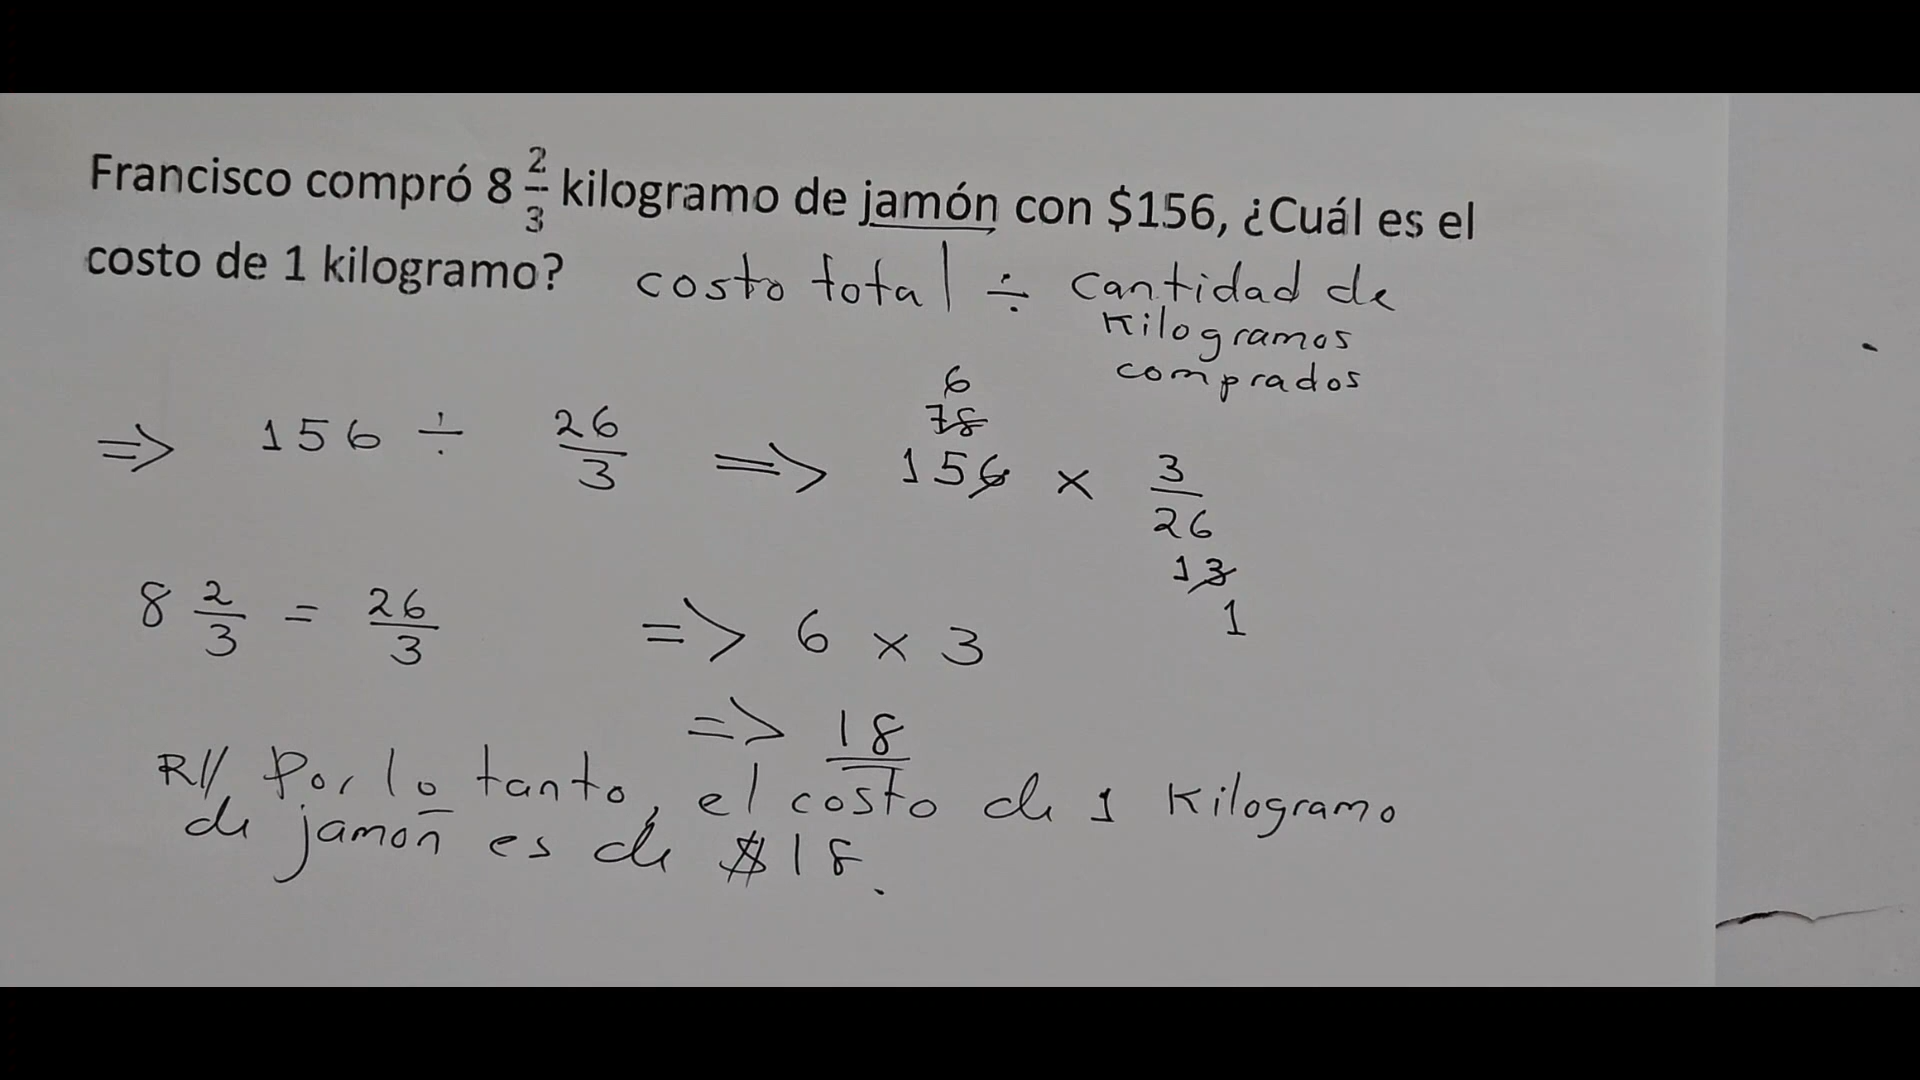 Francisco compró 8 2/3 kilogramo de jamón con $156, ¿Cuál es el
costo de 1 kilogramo?
costo total ÷ cantidad de
kilogramos
comprados
=> 156 ÷ 26/3 => 156 x 3/26
6
78
13
1
8 2/3 = 26/3
=> 6 x 3
=> 18
R// Por lo tanto, el costo de 1 kilogramo
de jamón es de $18.